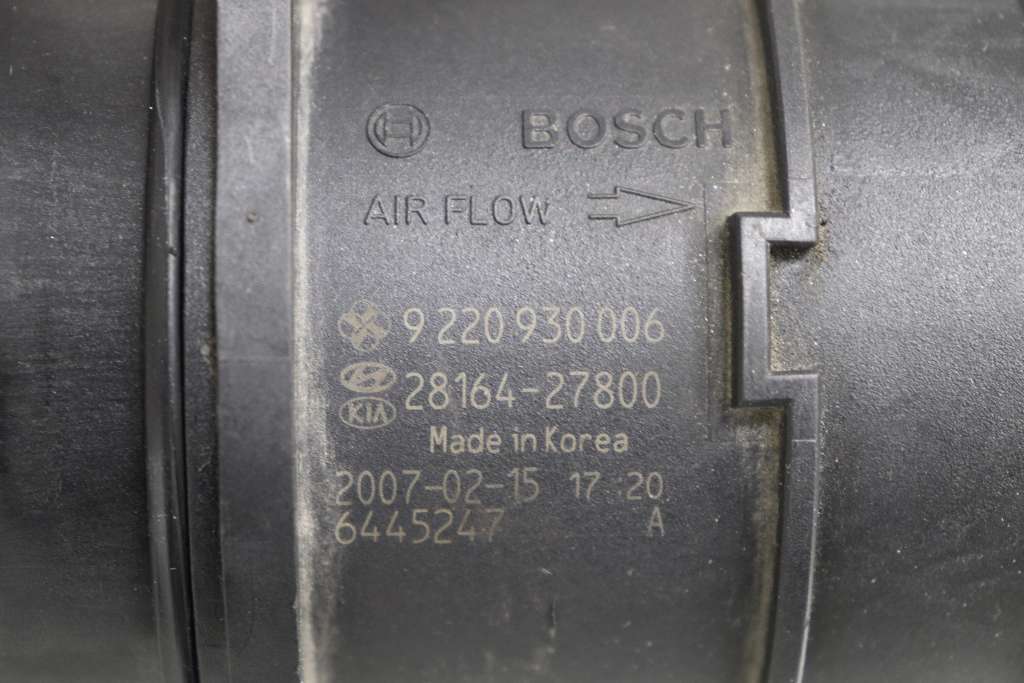 BOSCH
AIR FLOW
9 220 930 006
28164-27800
KIA
Made in Korea
2007-02-15 17:20
6445247 A